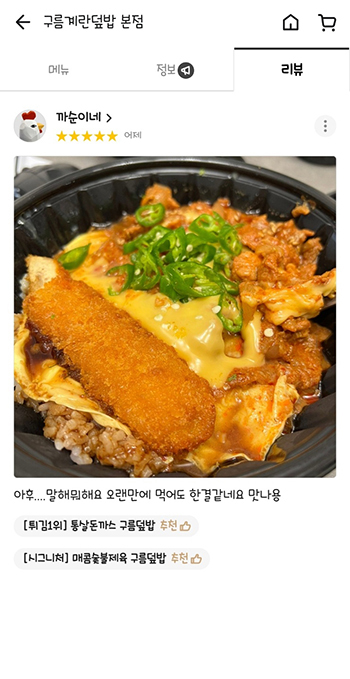 구름계란덮밥 본점
메뉴
정보
리뷰
까순이네
어제
아후....말해뭐해요 오랜만에 먹어도 한결같네요 맛나용
[튀김1위] 통살돈까스 구름덮밥 추천
[시그니처] 매콤숯불제육 구름덮밥 추천